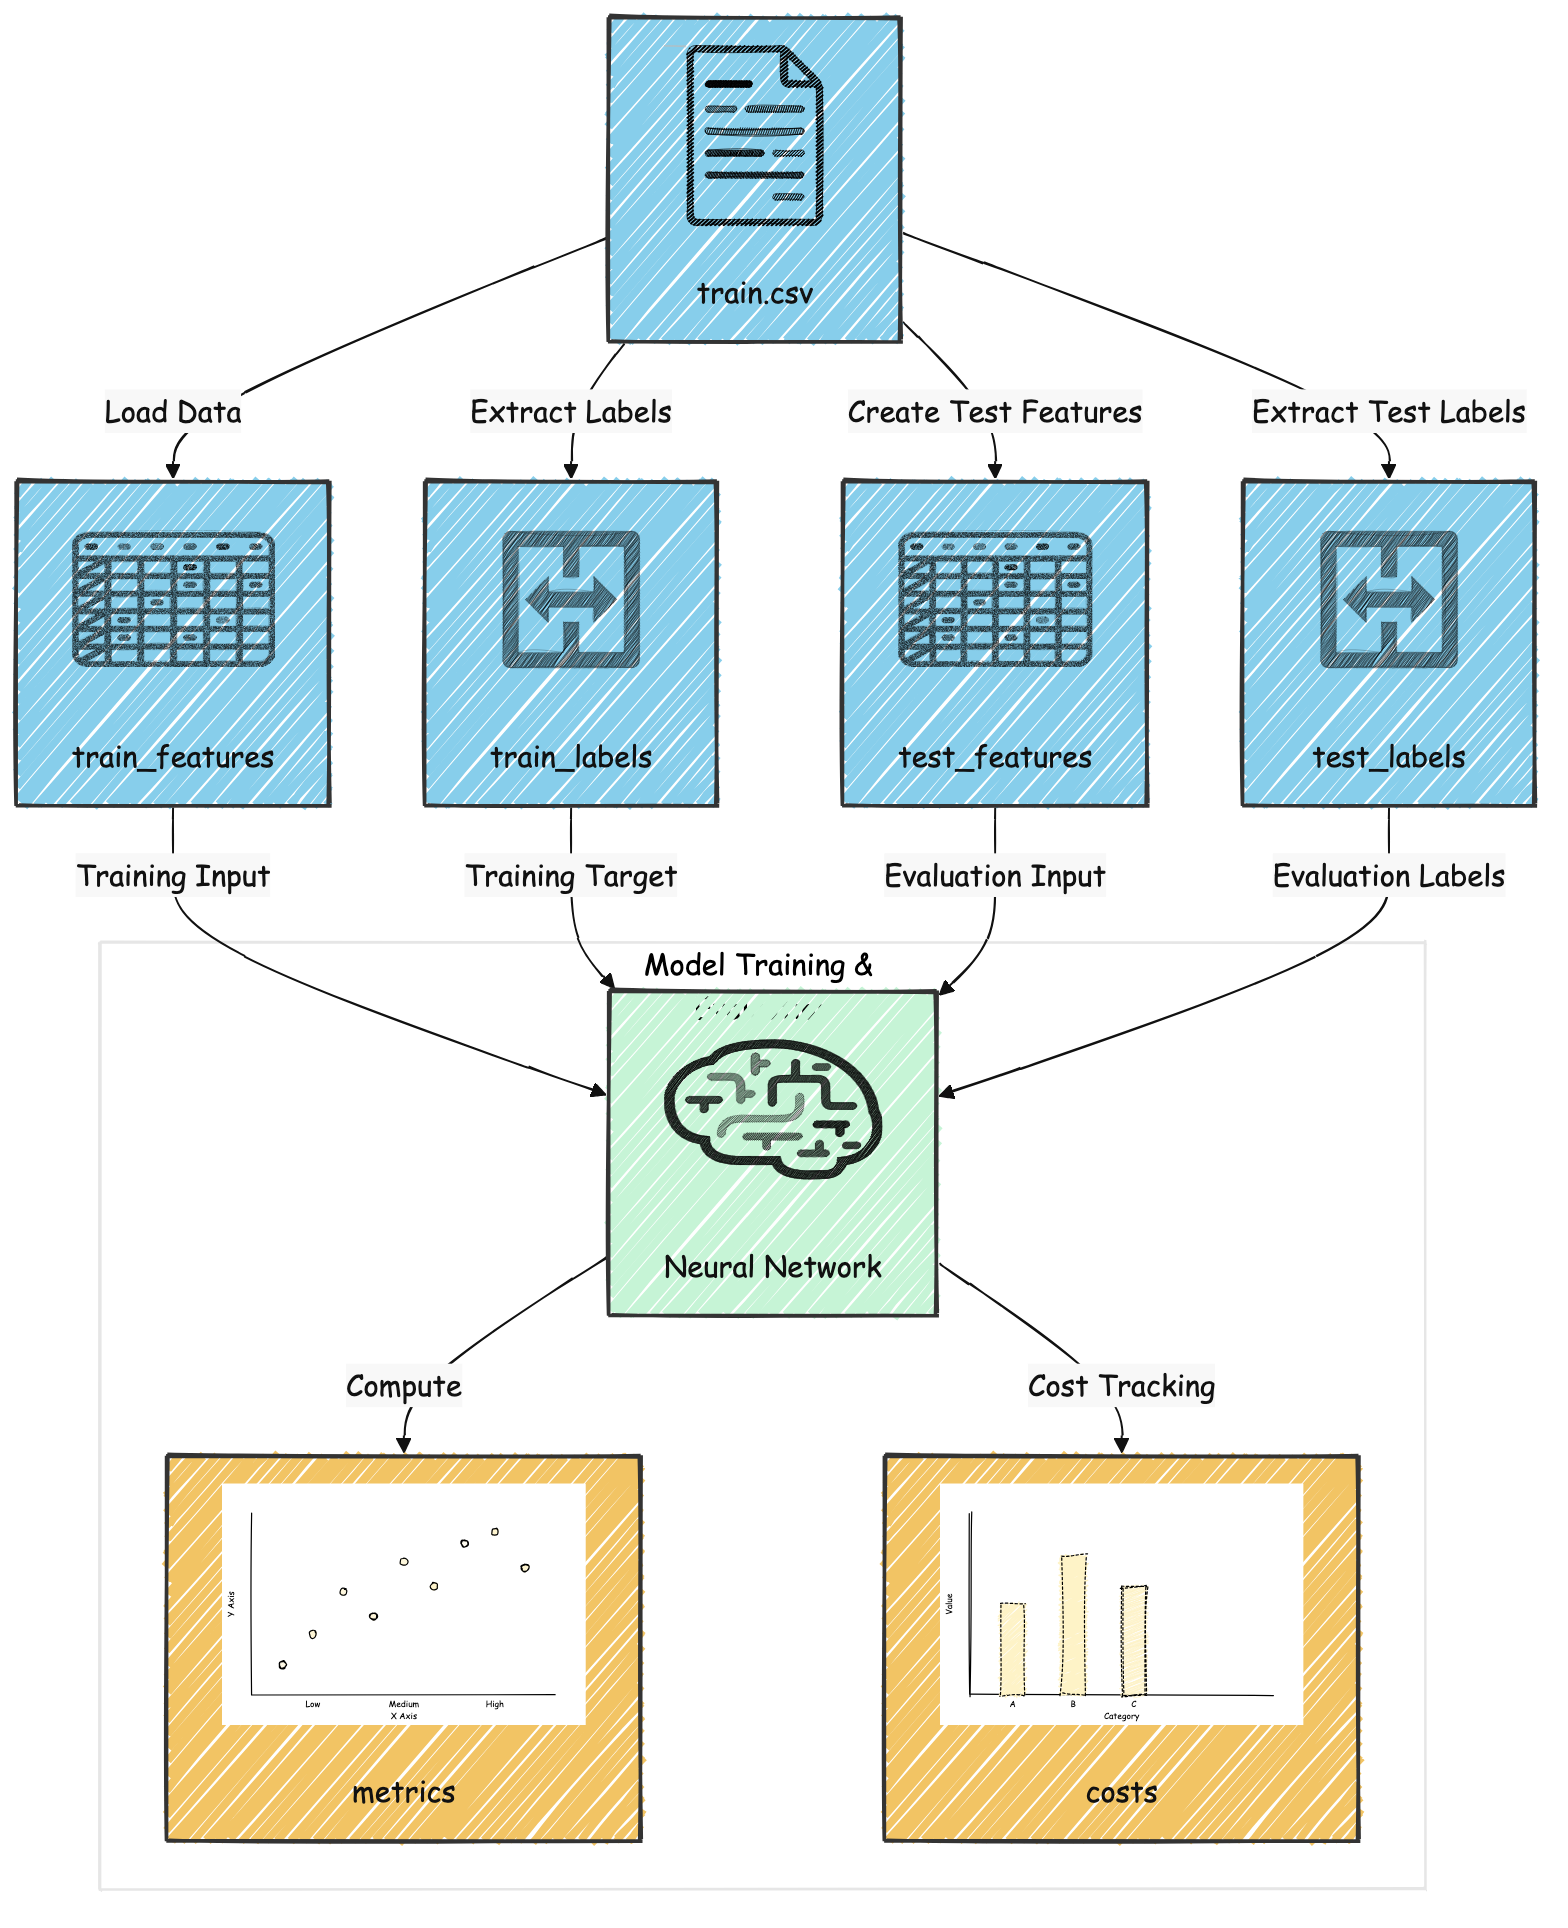 train.csv
Load Data
Extract Labels
Create Test Features
Extract Test Labels
train_features
train_labels
test_features
test_labels
Training Input
Training Target
Evaluation Input
Evaluation Labels
Model Training &
Neural Network
Compute
Cost Tracking
Y Axis
Low
Medium
High
X Axis
metrics
Value
A
B
C
Category
costs